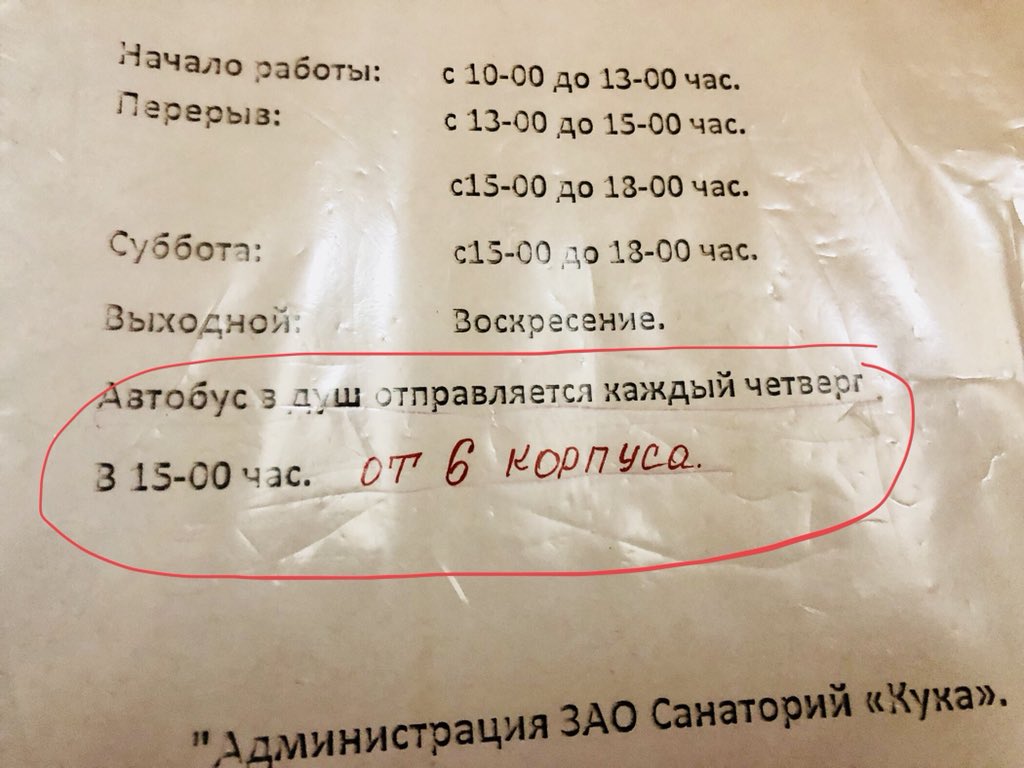 Начало работы: с 10-00 до 13-00 час.
Перерыв: с 13-00 до 15-00 час.
с15-00 до 18-00 час.
Суббота: с15-00 до 18-00 час.
Выходной: Воскресение.
Автобус в душ отправляется каждый четверг
В 15-00 час. от 6 корпуса.
"Администрация ЗАО Санаторий «Кука».